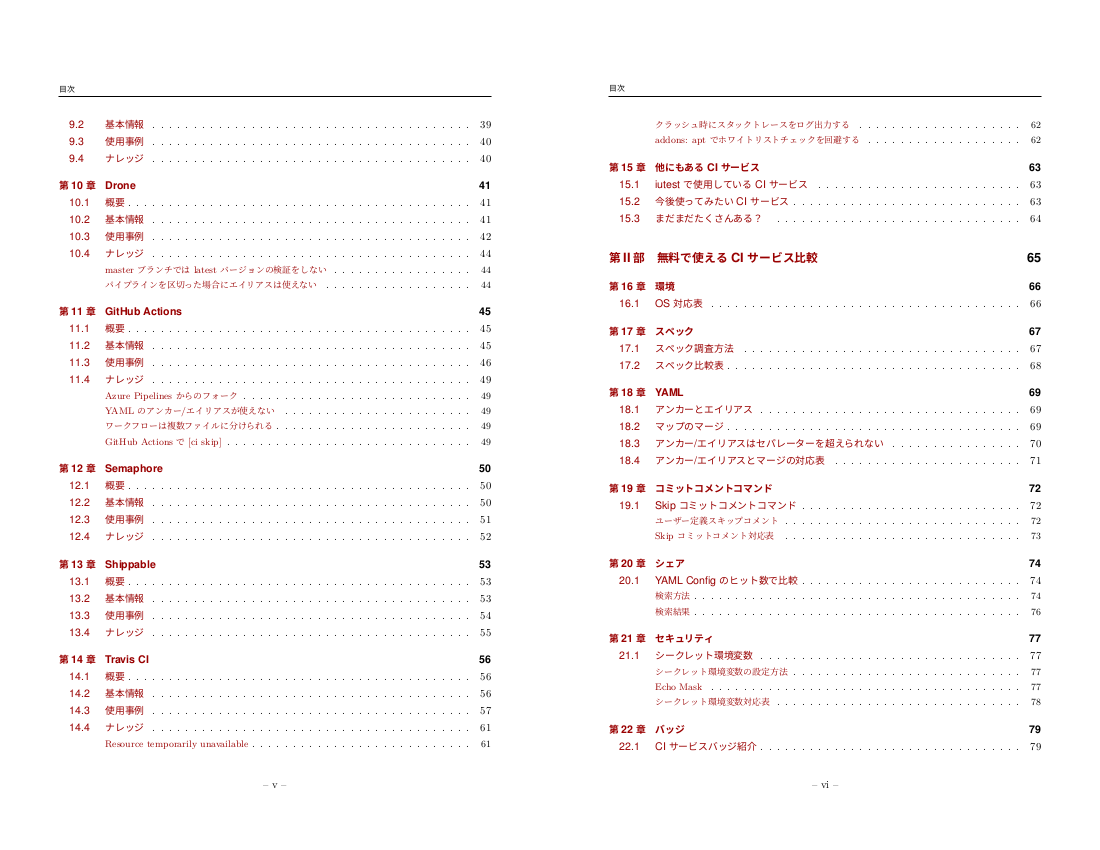 目次
9.2 基本情報 . . . . . . . . . . 39
9.3 使用事例 . . . . . . . . . . 40
9.4 ナレッジ . . . . . . . . . . 40
第 10 章 Drone 41
10.1 概要 . . . . . . . . . . 41
10.2 基本情報 . . . . . . . . . . 41
10.3 使用事例 . . . . . . . . . . 42
10.4 ナレッジ . . . . . . . . . . 44
master ブランチでは latest バージョンの検証をしない . . . . . . . . . . 44
パイプラインを区切った場合にエイリアスは使えない . . . . . . . . . . 44
第 11 章 GitHub Actions 45
11.1 概要 . . . . . . . . . . 45
11.2 基本情報 . . . . . . . . . . 45
11.3 使用事例 . . . . . . . . . . 46
11.4 ナレッジ . . . . . . . . . . 49
Azure Pipelines からのフォーク . . . . . . . . . . 49
YAML のアンカー/エイリアスが使えない . . . . . . . . . . 49
ワークフローは複数ファイルに分けられる . . . . . . . . . . 49
GitHub Actions で [ci skip] . . . . . . . . . . 49
第 12 章 Semaphore 50
12.1 概要 . . . . . . . . . . 50
12.2 基本情報 . . . . . . . . . . 50
12.3 使用事例 . . . . . . . . . . 51
12.4 ナレッジ . . . . . . . . . . 52
第 13 章 Shippable 53
13.1 概要 . . . . . . . . . . 53
13.2 基本情報 . . . . . . . . . . 53
13.3 使用事例 . . . . . . . . . . 54
13.4 ナレッジ . . . . . . . . . . 55
第 14 章 Travis CI 56
14.1 概要 . . . . . . . . . . 56
14.2 基本情報 . . . . . . . . . . 56
14.3 使用事例 . . . . . . . . . . 57
14.4 ナレッジ . . . . . . . . . . 61
Resource temporarily unavailable . . . . . . . . . . 61
– v –
目次
クラッシュ時にスタックトレースをログ出力する . . . . . . . . . . 62
addons: apt でホワイトリストチェックを回避する . . . . . . . . . . 62
第 15 章 他にもある CI サービス 63
15.1 iutest で使用している CI サービス . . . . . . . . . . 63
15.2 今後使ってみたい CI サービス . . . . . . . . . . 63
15.3 まだまだたくさんある？ . . . . . . . . . . 64
第 II 部 無料で使える CI サービス比較 65
第 16 章 環境 66
16.1 OS 対応表 . . . . . . . . . . 66
第 17 章 スペック 67
17.1 スペック調査方法 . . . . . . . . . . 67
17.2 スペック比較表 . . . . . . . . . . 68
第 18 章 YAML 69
18.1 アンカーとエイリアス . . . . . . . . . . 69
18.2 マップのマージ . . . . . . . . . . 69
18.3 アンカー/エイリアスはセパレーターを超えられない . . . . . . . . . . 70
18.4 アンカー/エイリアスとマージの対応表 . . . . . . . . . . 71
第 19 章 コミットコメントコマンド 72
19.1 Skip コミットコメントコマンド . . . . . . . . . . 72
ユーザー定義スキップコメント . . . . . . . . . . 72
Skip コミットコメント対応表 . . . . . . . . . . 73
第 20 章 シェア 74
20.1 YAML Config のヒット数で比較 . . . . . . . . . . 74
検索方法 . . . . . . . . . . 74
検索結果 . . . . . . . . . . 76
第 21 章 セキュリティ 77
21.1 シークレット環境変数 . . . . . . . . . . 77
シークレット環境変数の設定方法 . . . . . . . . . . 77
Echo Mask . . . . . . . . . . 77
シークレット環境変数対応表 . . . . . . . . . . 78
第 22 章 バッジ 79
22.1 CI サービスバッジ紹介 . . . . . . . . . . 79
– vi –